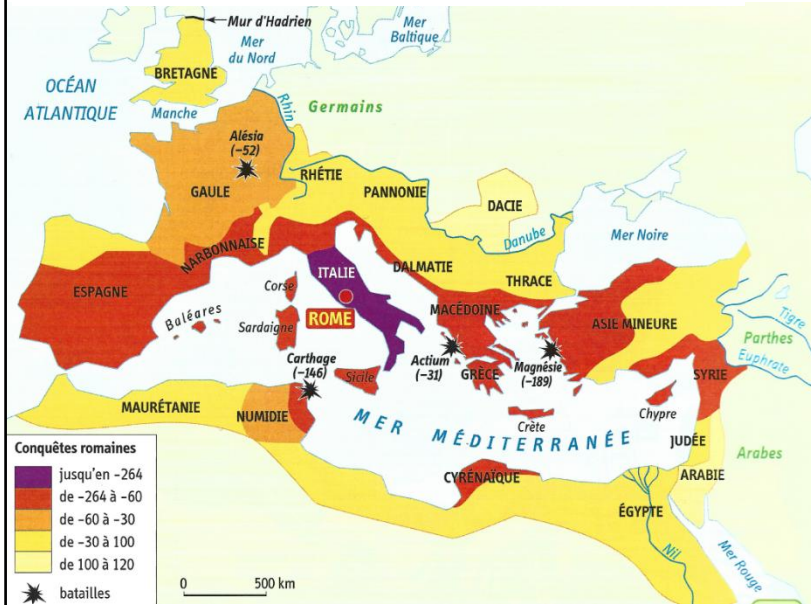 Mur d'Hadrien
Mer
du Nord
Mer
Baltique
BRETAGNE
OCÉAN
ATLANTIQUE
Manche
Rhin
Germains
Alésia
(–52)
GAULE
RHÉTIE
PANNONIE
DACIE
Danube
Mer Noire
NARBONNAISE
ITALIE
DALMATIE
THRACE
ESPAGNE
Corse
ROME
MACÉDOINE
ASIE MINEURE
Tigre
Baléares
Sardaigne
Parthes
Euphrate
Carthage
(–146)
Sicile
Actium
(–31)
GRÈCE
Magnésie
(–189)
SYRIE
MAURÉTANIE
NUMIDIE
Crète
Chypre
MER MÉDITERRANÉE
JUDÉE
Arabes
CYRÉNAÏQUE
ARABIE
ÉGYPTE
Nil
Mer Rouge
Conquêtes romaines
jusqu'en –264
de –264 à –60
de –60 à –30
de –30 à 100
de 100 à 120
batailles
0 500 km